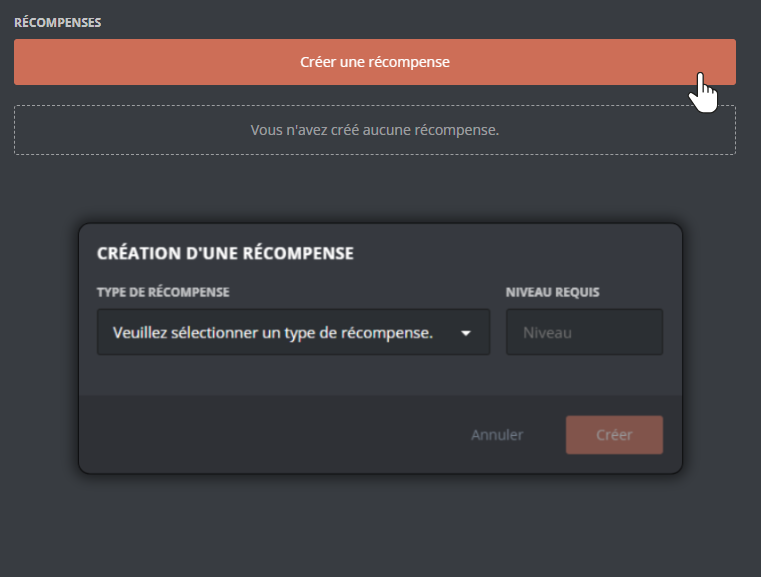 RÉCOMPENSES
Créer une récompense
Vous n'avez créé aucune récompense.
CRÉATION D'UNE RÉCOMPENSE
TYPE DE RÉCOMPENSE
NIVEAU REQUIS
Veuillez sélectionner un type de récompense.
Niveau
Annuler
Créer